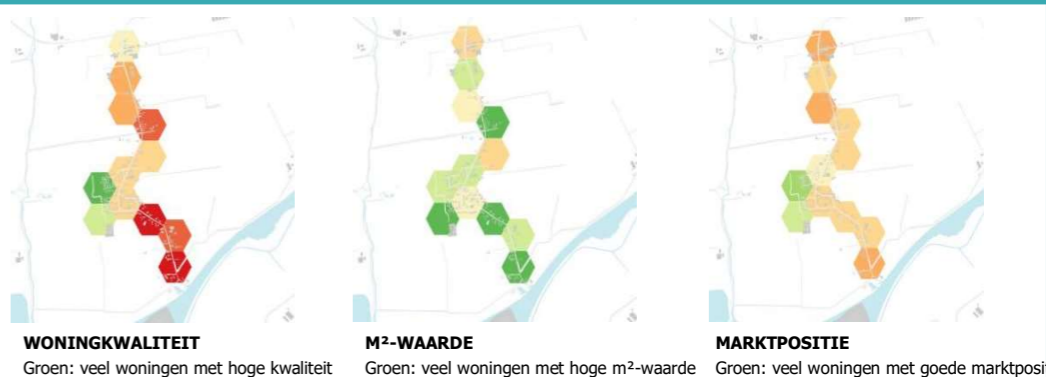 WONINGKWALITEIT
Groen: veel woningen met hoge kwaliteit
M²-WAARDE
Groen: veel woningen met hoge m²-waarde
MARKTPOSITIE
Groen: veel woningen met goede marktposit